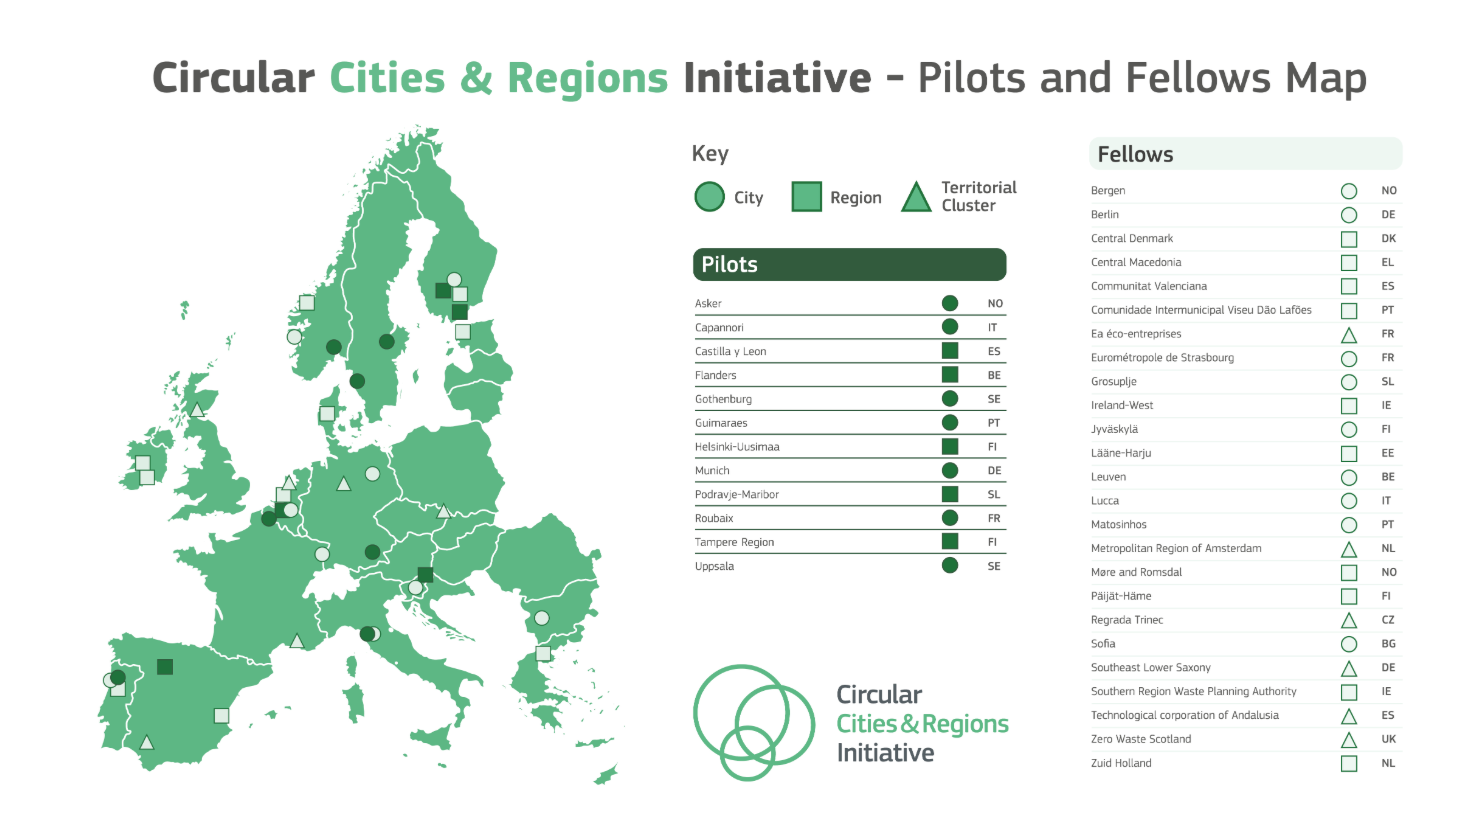 Circular Cities & Regions Initiative - Pilots and Fellows Map
Key
City
Region
Territorial
Cluster
Pilots
Asker NO
Capannori IT
Castilla y Leon ES
Flanders BE
Gothenburg SE
Guimaraes PT
Helsinki-Uusimaa FI
Munich DE
Podravje-Maribor SL
Roubaix FR
Tampere Region FI
Uppsala SE
Circular
Cities & Regions
Initiative
Fellows
Bergen NO
Berlin DE
Central Denmark DK
Central Macedonia EL
Communitat Valenciana ES
Comunidade Intermunicipal Viseu Dão Lafões PT
Ea éco-entreprises FR
Eurométropole de Strasbourg FR
Grosuplje SL
Ireland-West IE
Jyväskylä FI
Lääne-Harju EE
Leuven BE
Lucca IT
Matosinhos PT
Metropolitan Region of Amsterdam NL
Møre and Romsdal NO
Päijät-Häme FI
Regrada Trinec CZ
Sofia BG
Southeast Lower Saxony DE
Southern Region Waste Planning Authority IE
Technological corporation of Andalusia ES
Zero Waste Scotland UK
Zuid Holland NL